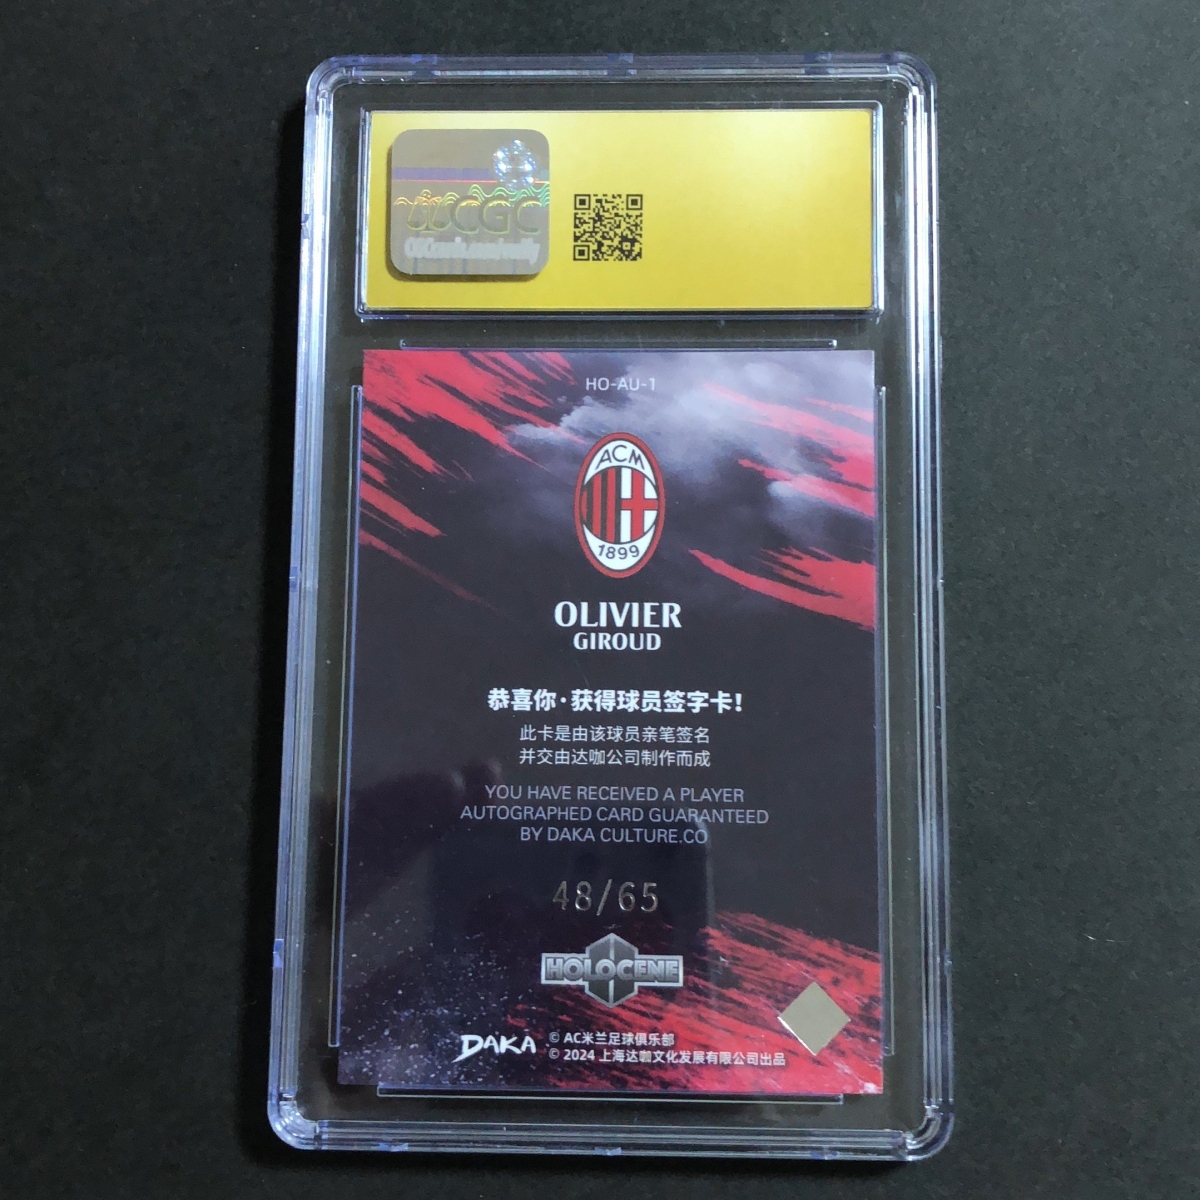 CGC
HO-AU-1
ACM
1899
OLIVIER
GIROUD
恭喜你·获得球员签字卡!
此卡是由该球员亲笔签名
并交由达咖公司制作而成
YOU HAVE RECEIVED A PLAYER
AUTOGRAPHED CARD GUARANTEED
BY DAKA CULTURE.CO
48/65
HOLOCENE
DAKA
© AC米兰足球俱乐部
© 2024 上海达咖文化发展有限公司出品